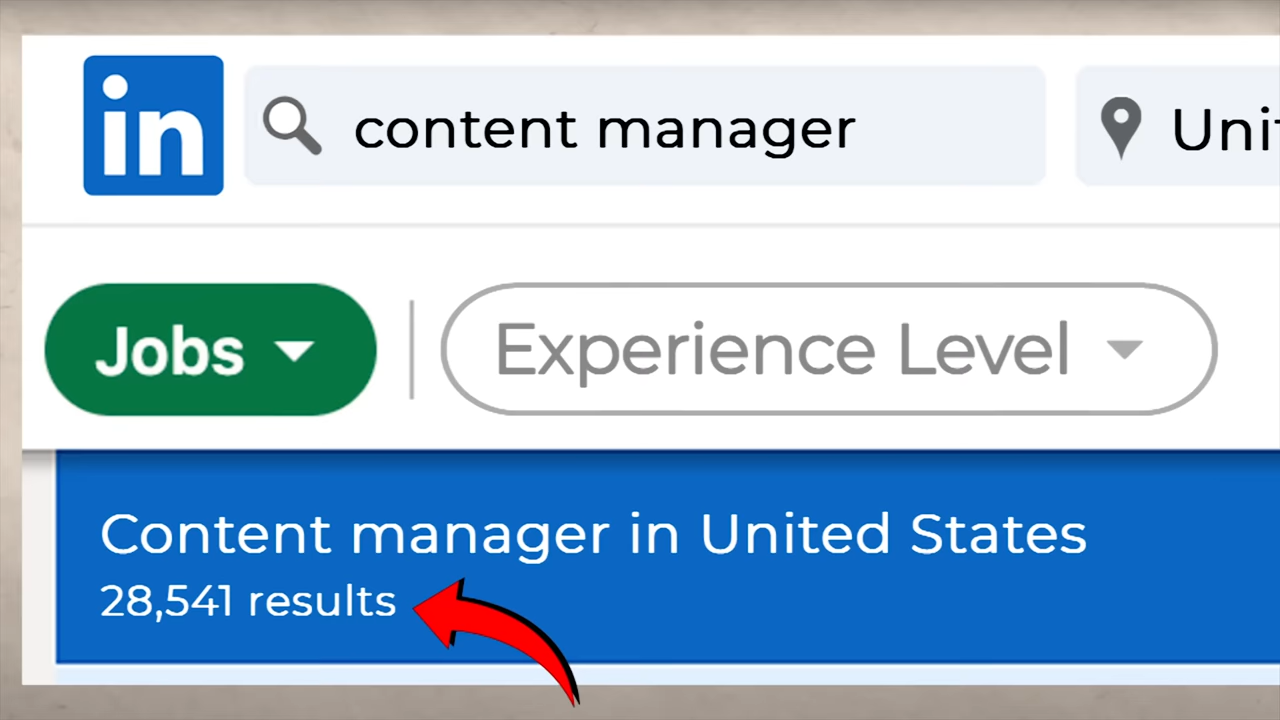 in
content manager
Unit
Jobs
Experience Level
Content manager in United States
28,541 results